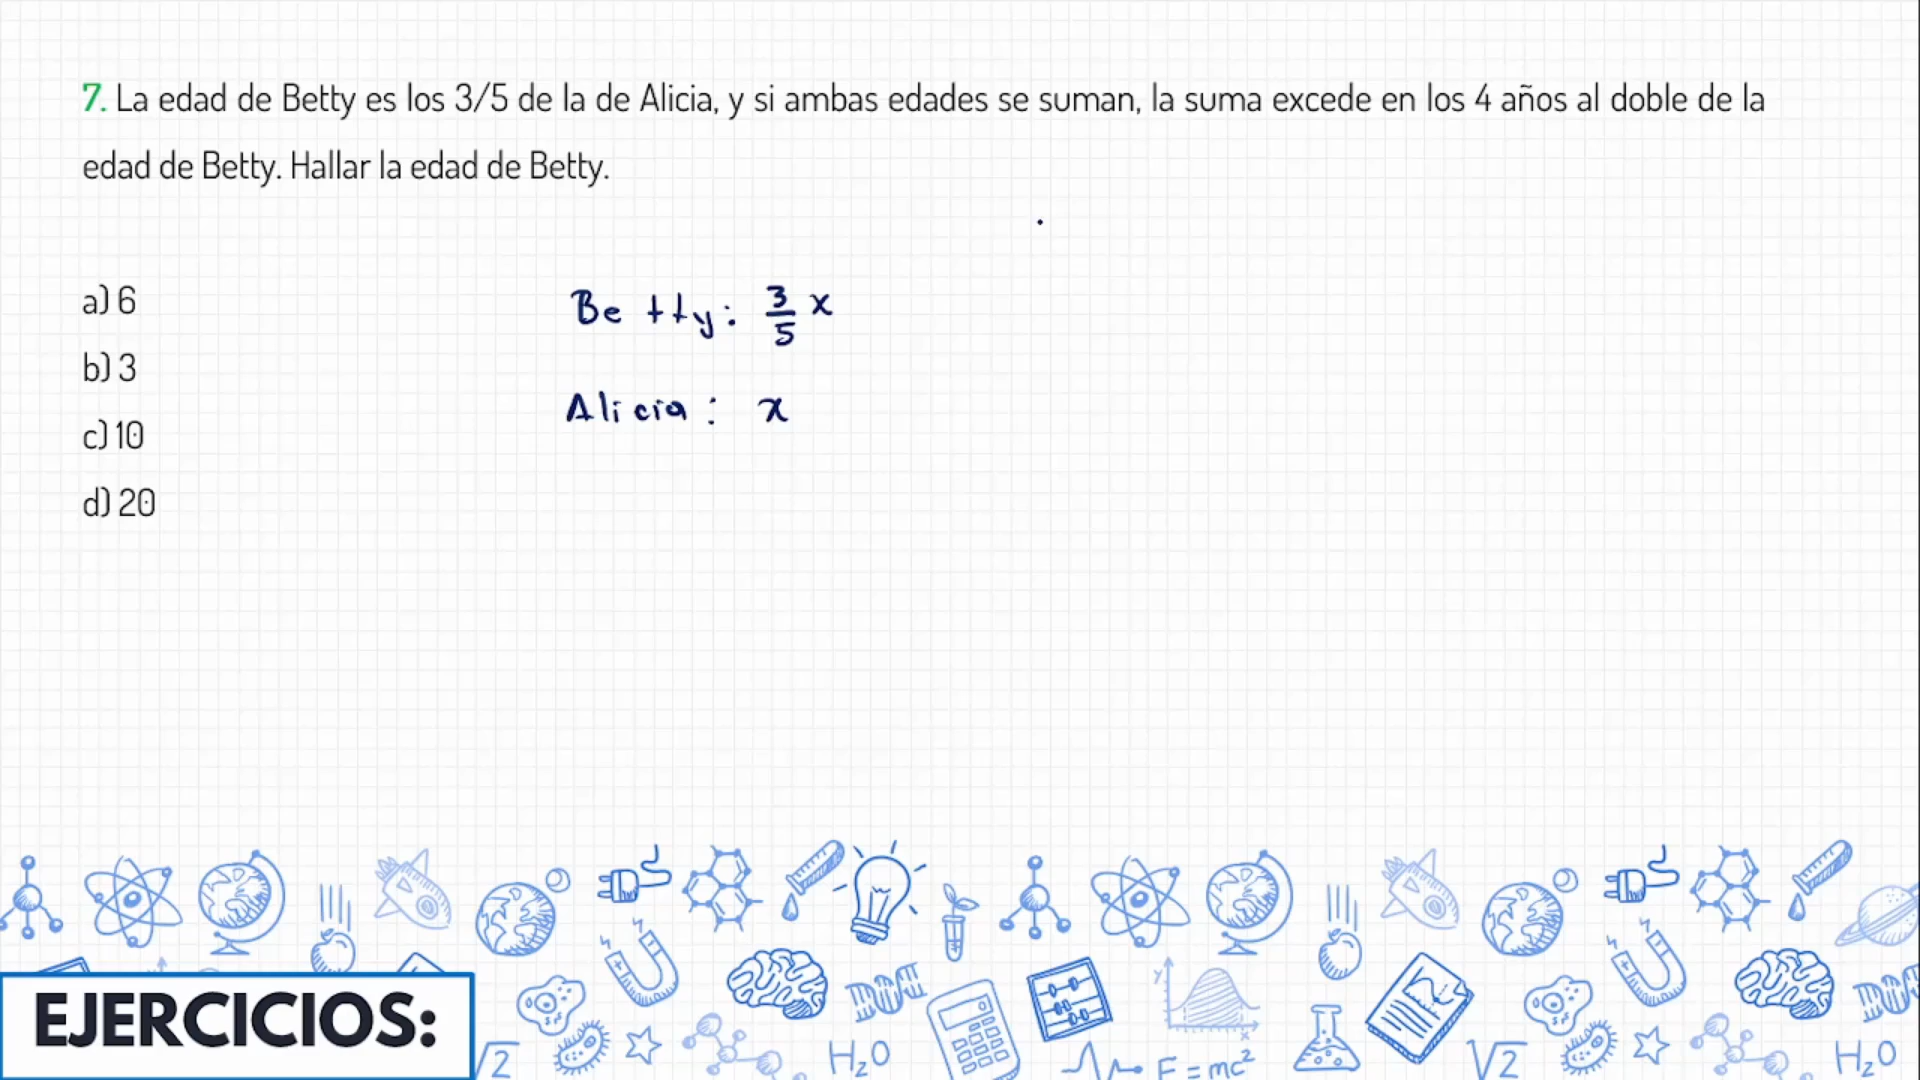 7. La edad de Betty es los 3/5 de la de Alicia, y si ambas edades se suman, la suma excede en los 4 años al doble de la
edad de Betty. Hallar la edad de Betty.
a) 6
b) 3
c) 10
d) 20
Betty: 3/5 x
Alicia: x
EJERCICIOS:
√2
H₂O
y
x
F = mc²
√2
H₂O